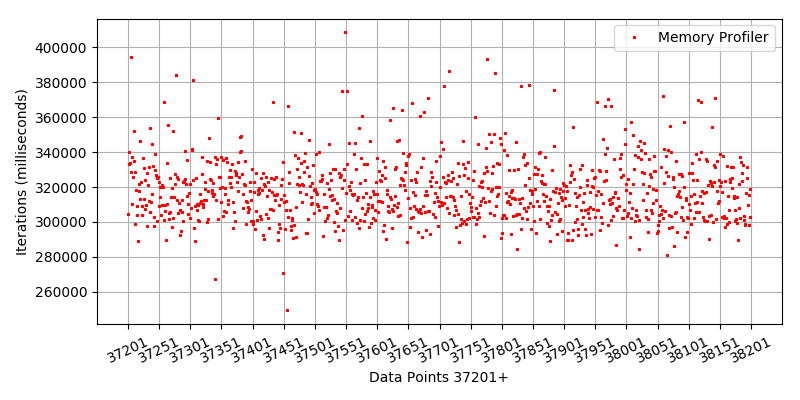 Memory Profiler
Iterations (milliseconds)
400000
380000
360000
340000
320000
300000
280000
260000
37201 37251 37301 37351 37401 37451 37501 37551 37601 37651 37701 37751 37801 37851 37901 37951 38001 38051 38101 38151 38201
Data Points 37201+